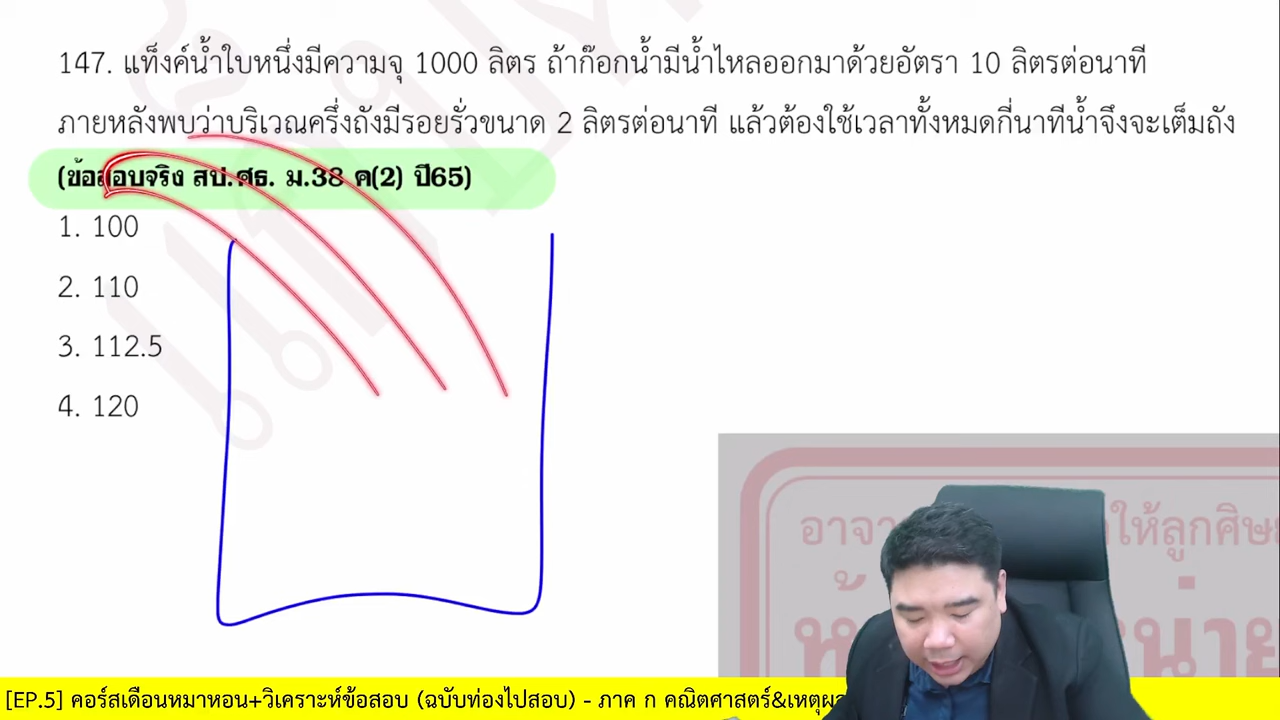 147. แท็งค์น้ำใบหนึ่งมีความจุ 1000 ลิตร ถ้าก๊อกน้ำมีน้ำไหลออกมาด้วยอัตรา 10 ลิตรต่อนาที
ภายหลังพบว่าบริเวณครึ่งถังมีรอยรั่วขนาด 2 ลิตรต่อนาที แล้วต้องใช้เวลาทั้งหมดกี่นาทีน้ำจึงจะเต็มถัง
(ข้อสอบจริง สป.ศธ. ม.38 ค(2) ปี65)
1. 100
2. 110
3. 112.5
4. 120
[EP.5] คอร์สเดือนหมาหอน+วิเคราะห์ข้อสอบ (ฉบับท่องไปสอบ) - ภาค ก คณิตศาสตร์&เหตุผ